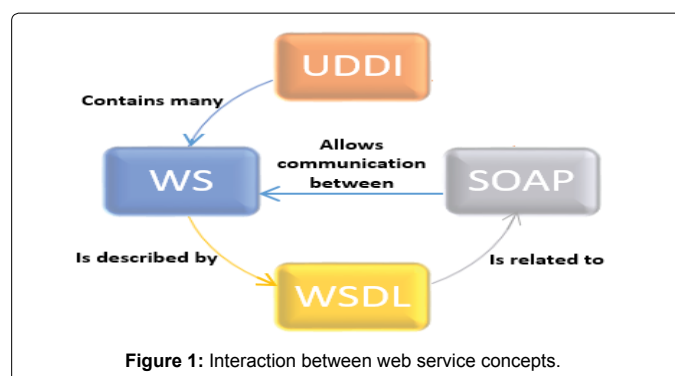 UDDI
Contains many
Allows
communication
between
WS
SOAP
Is described by
Is related to
WSDL
Figure 1: Interaction between web service concepts.